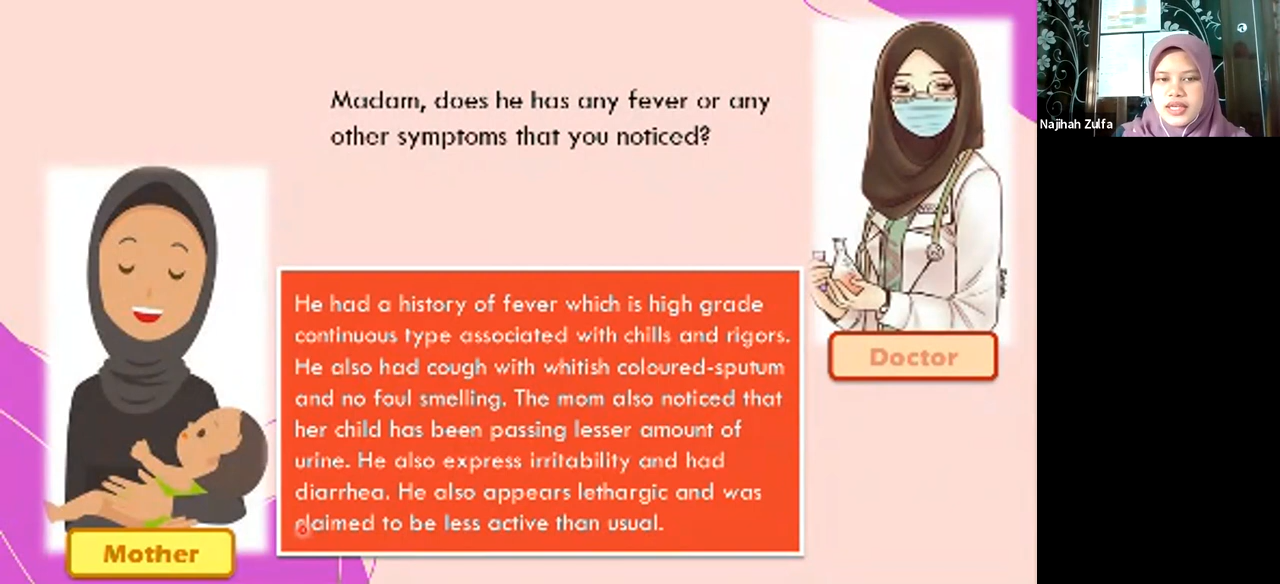 Madam, does he has any fever or any
other symptoms that you noticed?
Najihah Zulfa
He had a history of fever which is high grade
continuous type associated with chills and rigors.
He also had cough with whitish coloured-sputum
and no foul smelling. The mom also noticed that
her child has been passing lesser amount of
urine. He also express irritability and had
diarrhea. He also appears lethargic and was
claimed to be less active than usual.
Doctor
Mother